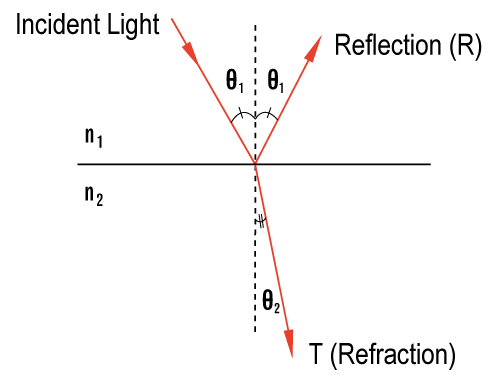 Incident Light
Reflection (R)
θ₁ θ₁
n₁
n₂
θ₂
T (Refraction)